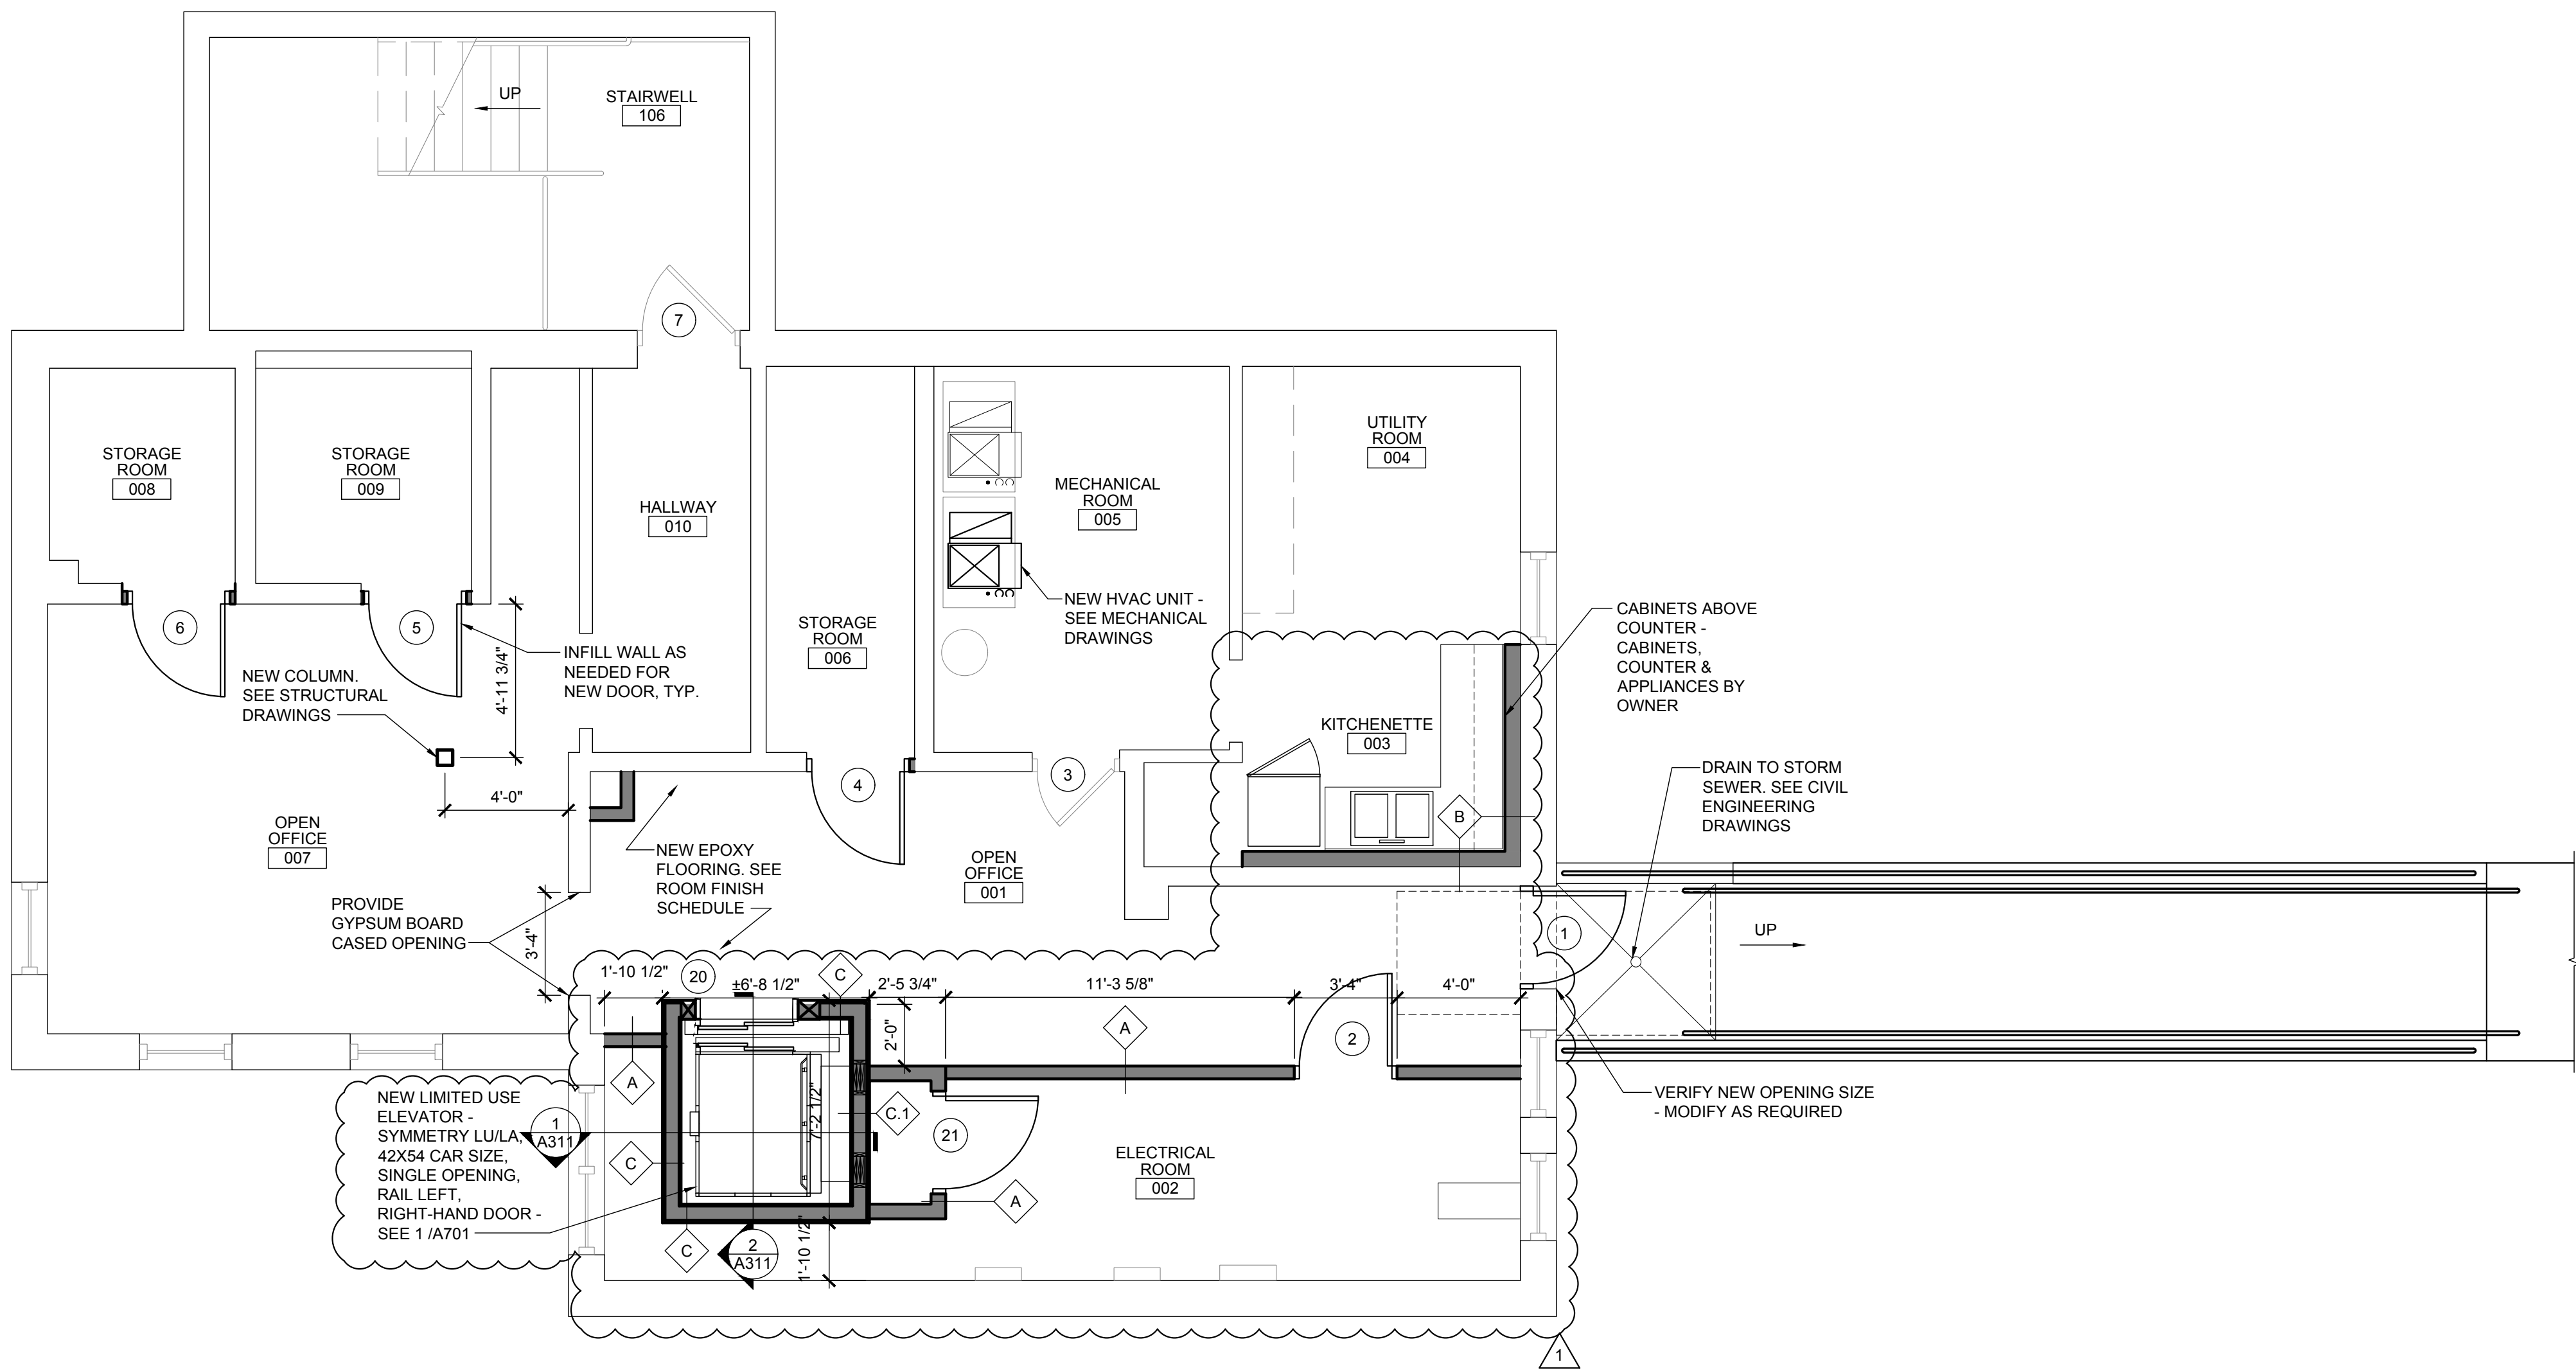 UP
STAIRWELL
106
7
STORAGE
ROOM
008
STORAGE
ROOM
009
HALLWAY
010
MECHANICAL
ROOM
005
UTILITY
ROOM
004
NEW HVAC UNIT -
SEE MECHANICAL
DRAWINGS
STORAGE
ROOM
006
6
5
4'-11 3/4"
INFILL WALL AS
NEEDED FOR
NEW DOOR, TYP.
NEW COLUMN.
SEE STRUCTURAL
DRAWINGS
4'-0"
CABINETS ABOVE
COUNTER -
CABINETS,
COUNTER &
APPLIANCES BY
OWNER
KITCHENETTE
003
4
3
B
DRAIN TO STORM
SEWER. SEE CIVIL
ENGINEERING
DRAWINGS
OPEN
OFFICE
007
NEW EPOXY
FLOORING. SEE
ROOM FINISH
SCHEDULE
OPEN
OFFICE
001
PROVIDE
GYPSUM BOARD
CASED OPENING
3'-4"
1
UP
1'-10 1/2"
20
±6'-8 1/2"
C
2'-5 3/4"
11'-3 5/8"
3'-4"
4'-0"
2'-0"
A
2
A
7'-2 1/2"
C.1
21
VERIFY NEW OPENING SIZE
- MODIFY AS REQUIRED
NEW LIMITED USE
ELEVATOR -
SYMMETRY LU/LA,
42X54 CAR SIZE,
SINGLE OPENING,
RAIL LEFT,
RIGHT-HAND DOOR -
SEE 1 /A701
1
A311
C
ELECTRICAL
ROOM
002
A
C
2
A311
1'-10 1/2"
1